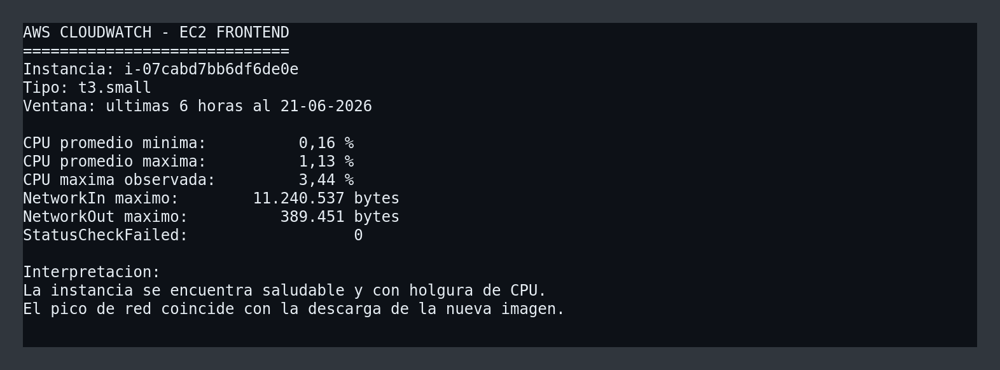 AWS CLOUDWATCH - EC2 FRONTEND
=============================
Instancia: i-07cabd7bb6df6de0e
Tipo: t3.small
Ventana: ultimas 6 horas al 21-06-2026
CPU promedio minima: 0,16 %
CPU promedio maxima: 1,13 %
CPU maxima observada: 3,44 %
NetworkIn maximo: 11.240.537 bytes
NetworkOut maximo: 389.451 bytes
StatusCheckFailed: 0
Interpretacion:
La instancia se encuentra saludable y con holgura de CPU.
El pico de red coincide con la descarga de la nueva imagen.